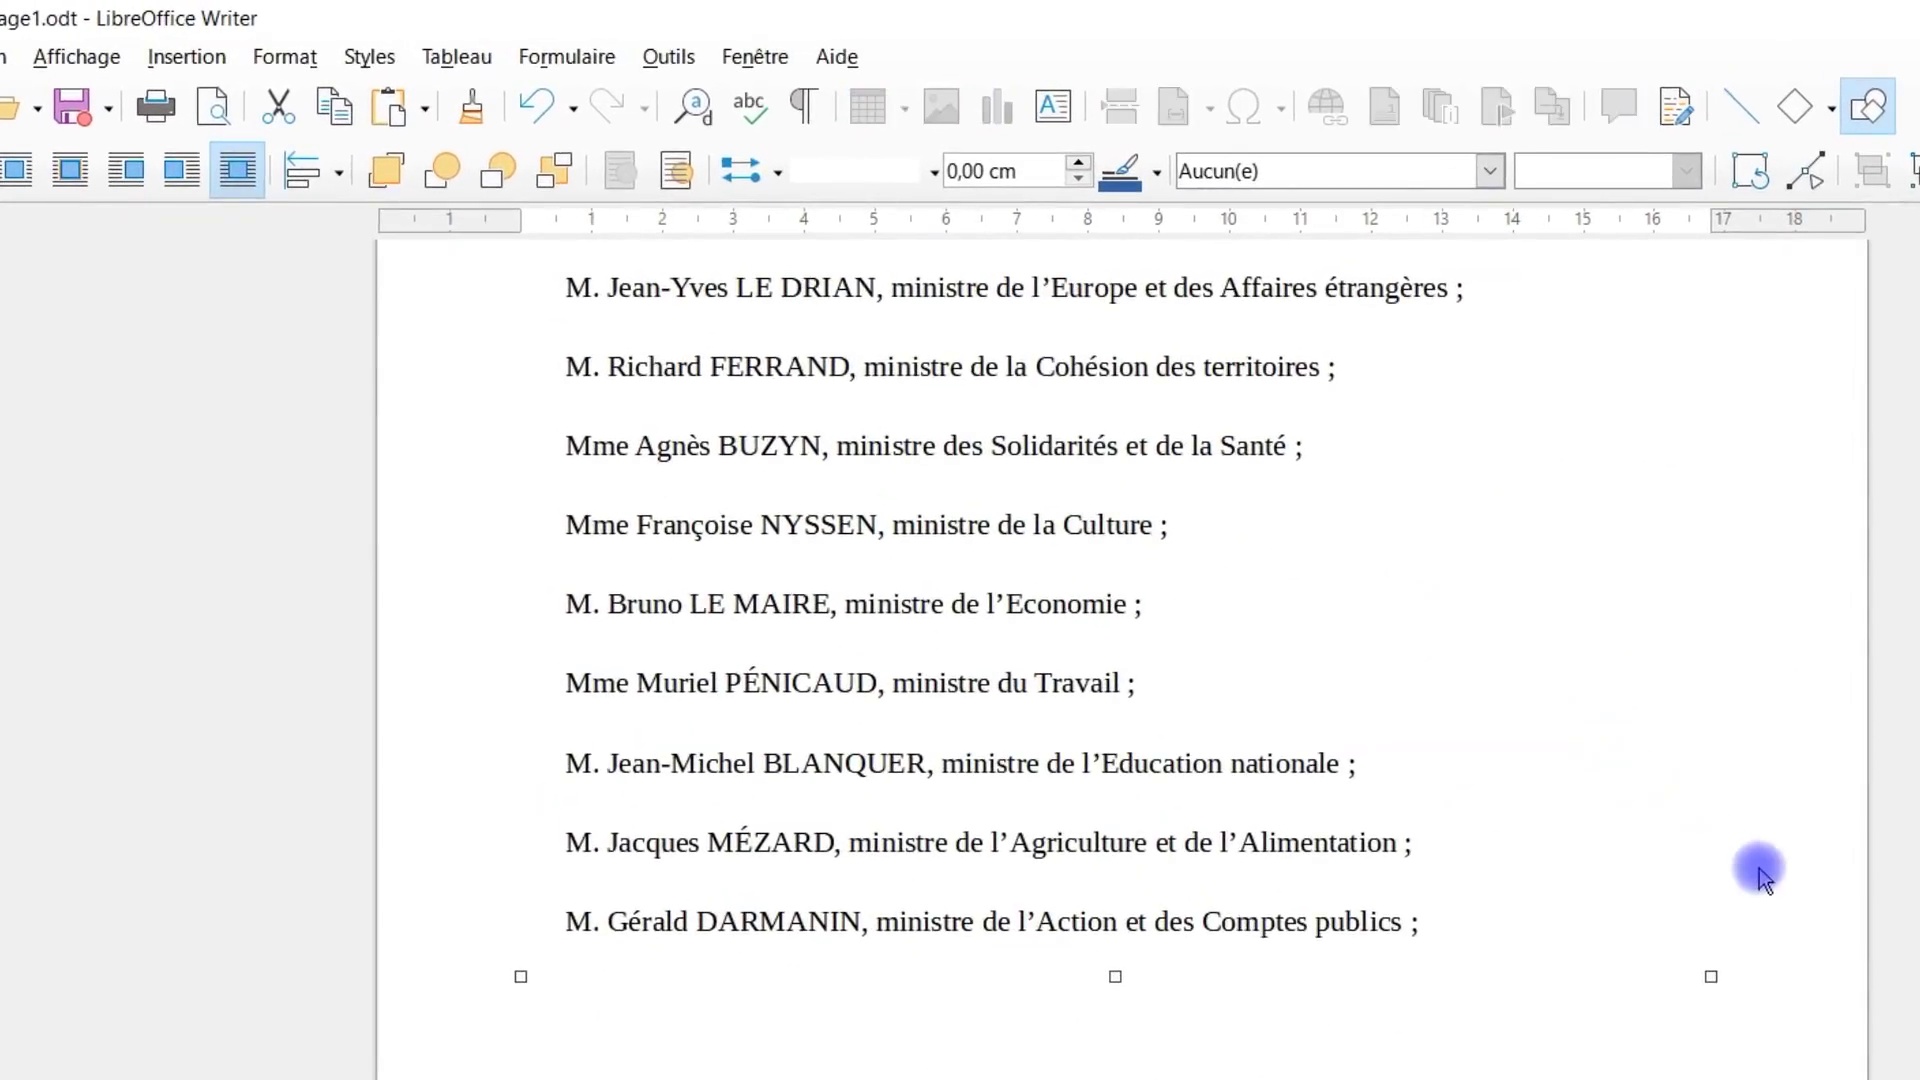 age1.odt - LibreOffice Writer
n Affichage Insertion Format Styles Tableau Formulaire Outils Fenêtre Aide
a d abc ¶ A Ω
0,00 cm Aucun(e)
1 1 2 3 4 5 6 7 8 9 10 11 12 13 14 15 16 17 18
M. Jean-Yves LE DRIAN, ministre de l’Europe et des Affaires étrangères ;
M. Richard FERRAND, ministre de la Cohésion des territoires ;
Mme Agnès BUZYN, ministre des Solidarités et de la Santé ;
Mme Françoise NYSSEN, ministre de la Culture ;
M. Bruno LE MAIRE, ministre de l’Economie ;
Mme Muriel PÉNICAUD, ministre du Travail ;
M. Jean-Michel BLANQUER, ministre de l’Education nationale ;
M. Jacques MÉZARD, ministre de l’Agriculture et de l’Alimentation ;
M. Gérald DARMANIN, ministre de l’Action et des Comptes publics ;